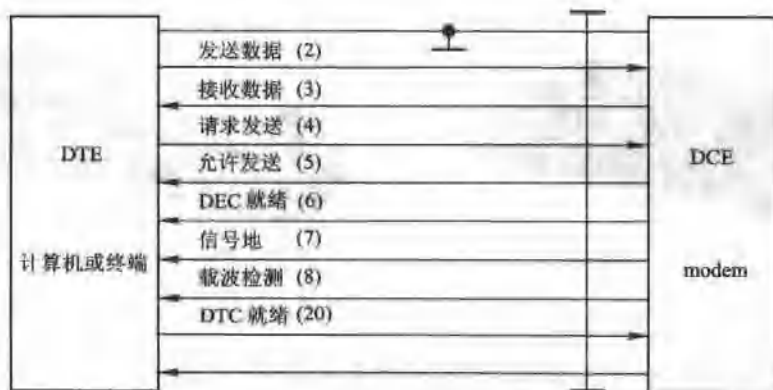 发送数据 (2)
接收数据 (3)
请求发送 (4)
DTE
允许发送 (5)
DCE
DEC 就绪 (6)
信号地 (7)
计算机或终端
载波检测 (8)
modem
DTC 就绪 (20)